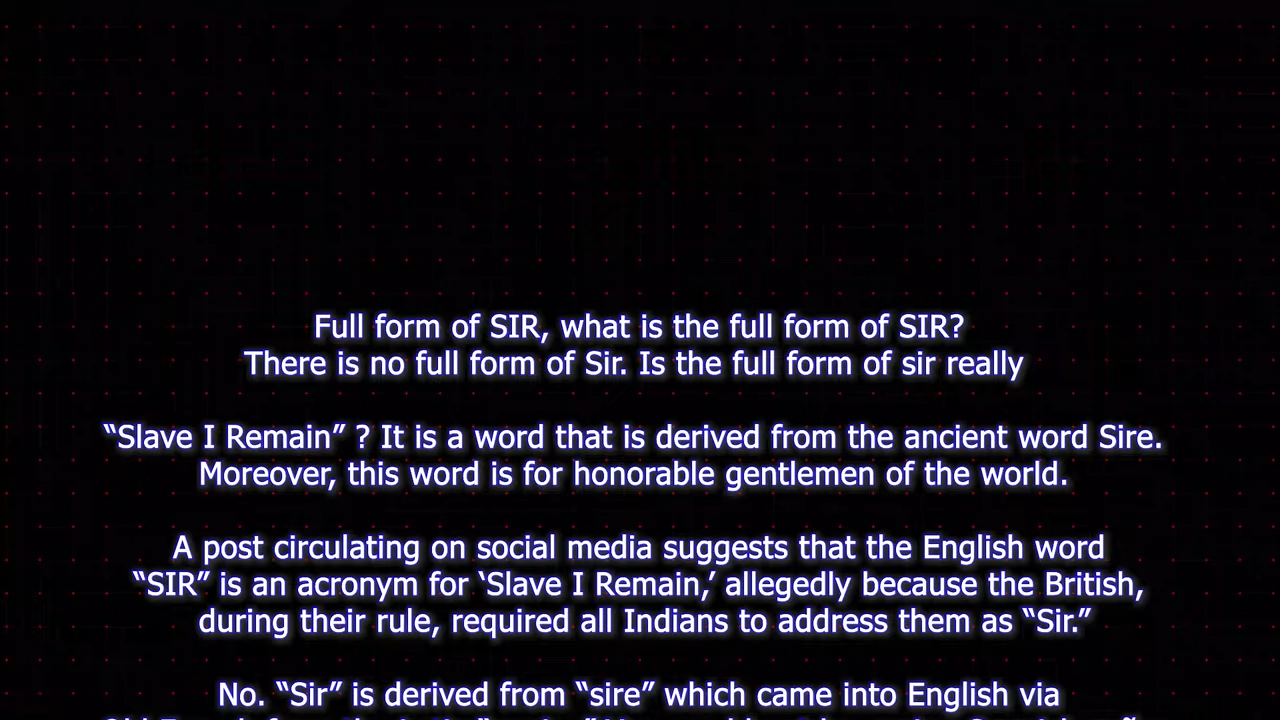 Full form of SIR, what is the full form of SIR?
There is no full form of Sir. Is the full form of sir really
“Slave I Remain” ? It is a word that is derived from the ancient word Sire.
Moreover, this word is for honorable gentlemen of the world.
A post circulating on social media suggests that the English word
“SIR” is an acronym for ‘Slave I Remain,’ allegedly because the British,
during their rule, required all Indians to address them as “Sir.”
No. “Sir” is derived from “sire” which came into English via